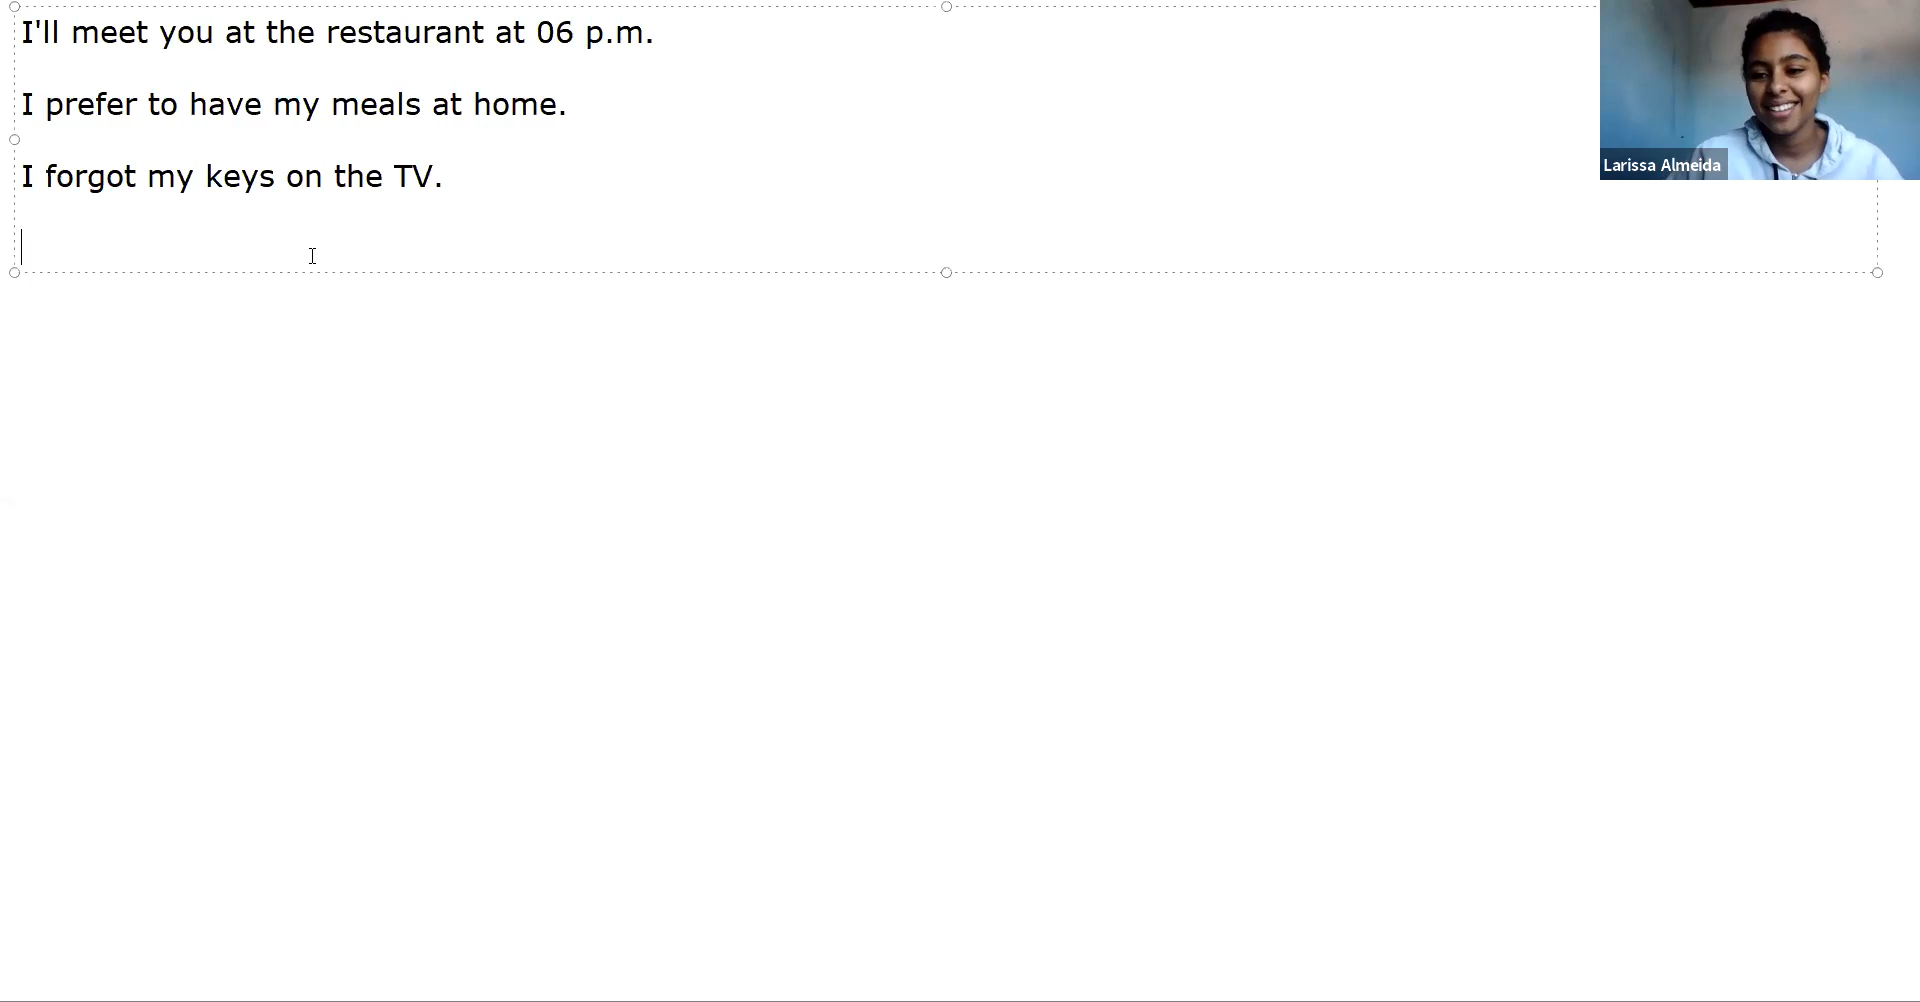 I'll meet you at the restaurant at 06 p.m.
I prefer to have my meals at home.
I forgot my keys on the TV.
Larissa Almeida